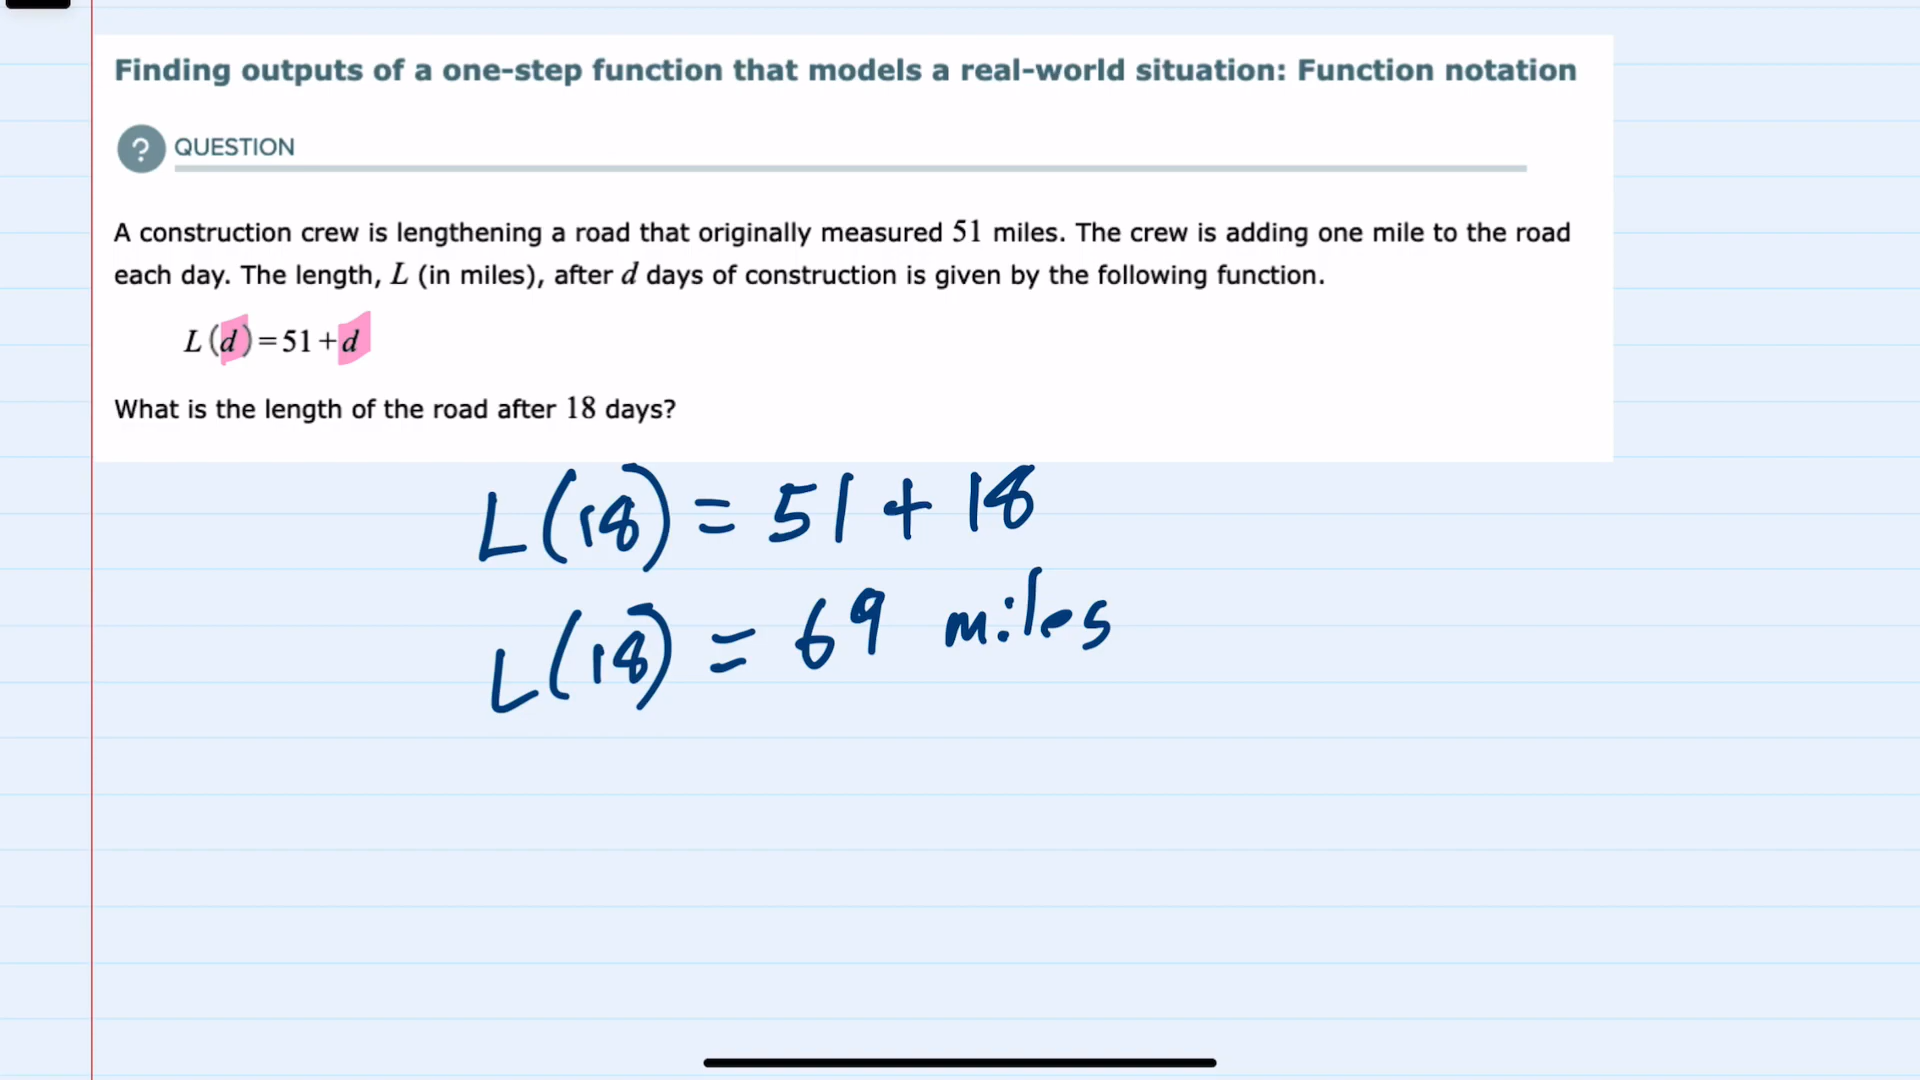 Finding outputs of a one-step function that models a real-world situation: Function notation
? QUESTION
A construction crew is lengthening a road that originally measured 51 miles. The crew is adding one mile to the road
each day. The length, L (in miles), after d days of construction is given by the following function.
L(d)=51+d
What is the length of the road after 18 days?
L(18) = 51 + 18
L(18) = 69 miles